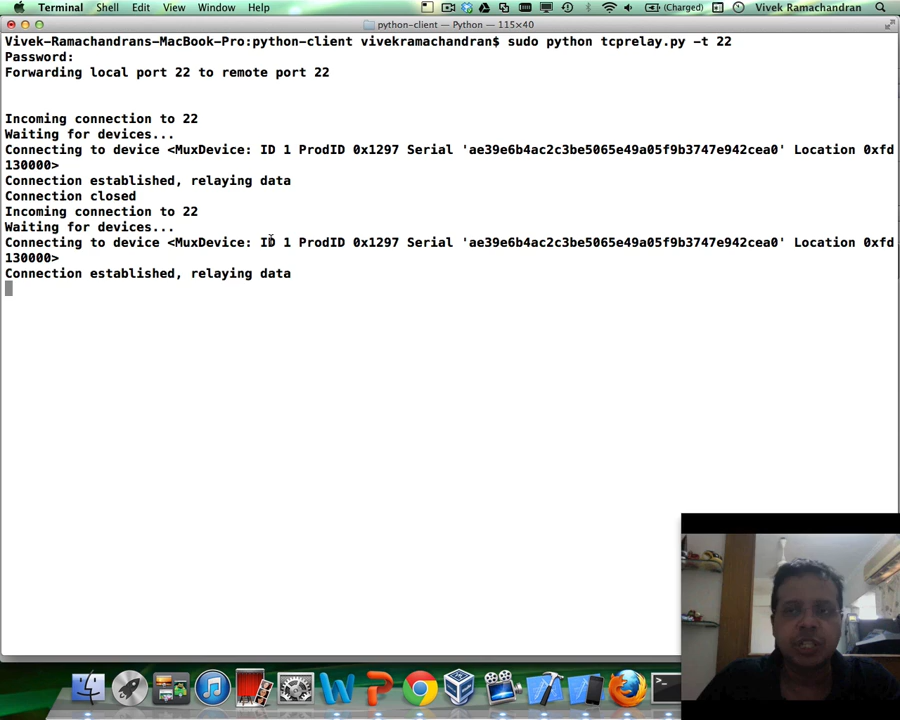 Terminal Shell Edit View Window Help (Charged) Vivek Ramachandran
python-client — Python — 115×40
Vivek-Ramachandrans-MacBook-Pro:python-client vivekramachandran$ sudo python tcprelay.py -t 22
Password:
Forwarding local port 22 to remote port 22
Incoming connection to 22
Waiting for devices...
Connecting to device <MuxDevice: ID 1 ProdID 0x1297 Serial 'ae39e6b4ac2c3be5065e49a05f9b3747e942cea0' Location 0xfd
130000>
Connection established, relaying data
Connection closed
Incoming connection to 22
Waiting for devices...
Connecting to device <MuxDevice: ID 1 ProdID 0x1297 Serial 'ae39e6b4ac2c3be5065e49a05f9b3747e942cea0' Location 0xfd
130000>
Connection established, relaying data